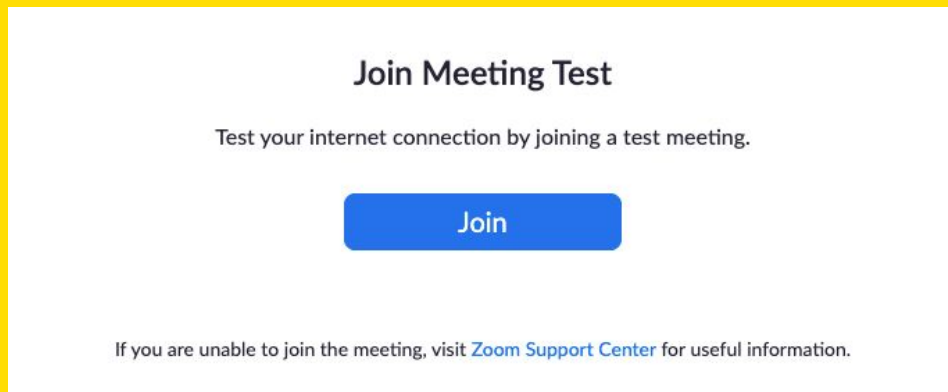 Join Meeting Test
Test your internet connection by joining a test meeting.
Join
If you are unable to join the meeting, visit Zoom Support Center for useful information.